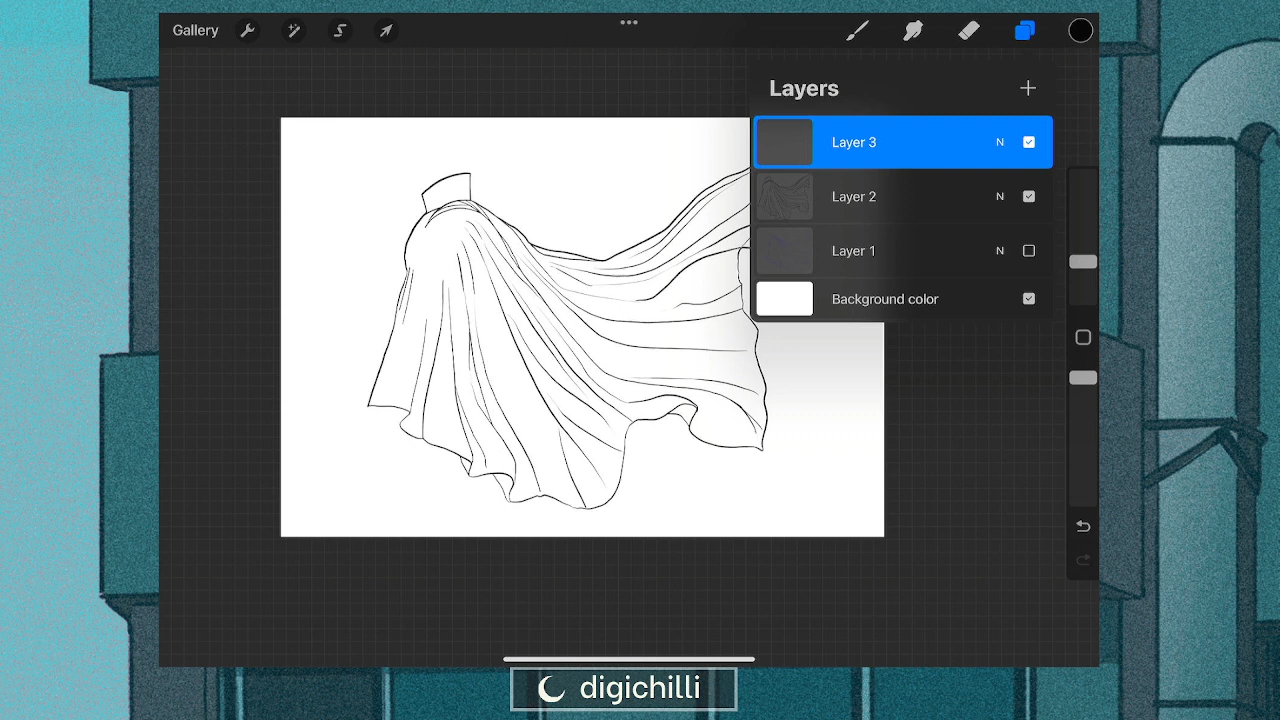 Gallery
Layers
Layer 3 N
Layer 2 N
Layer 1 N
Background color
digichilli